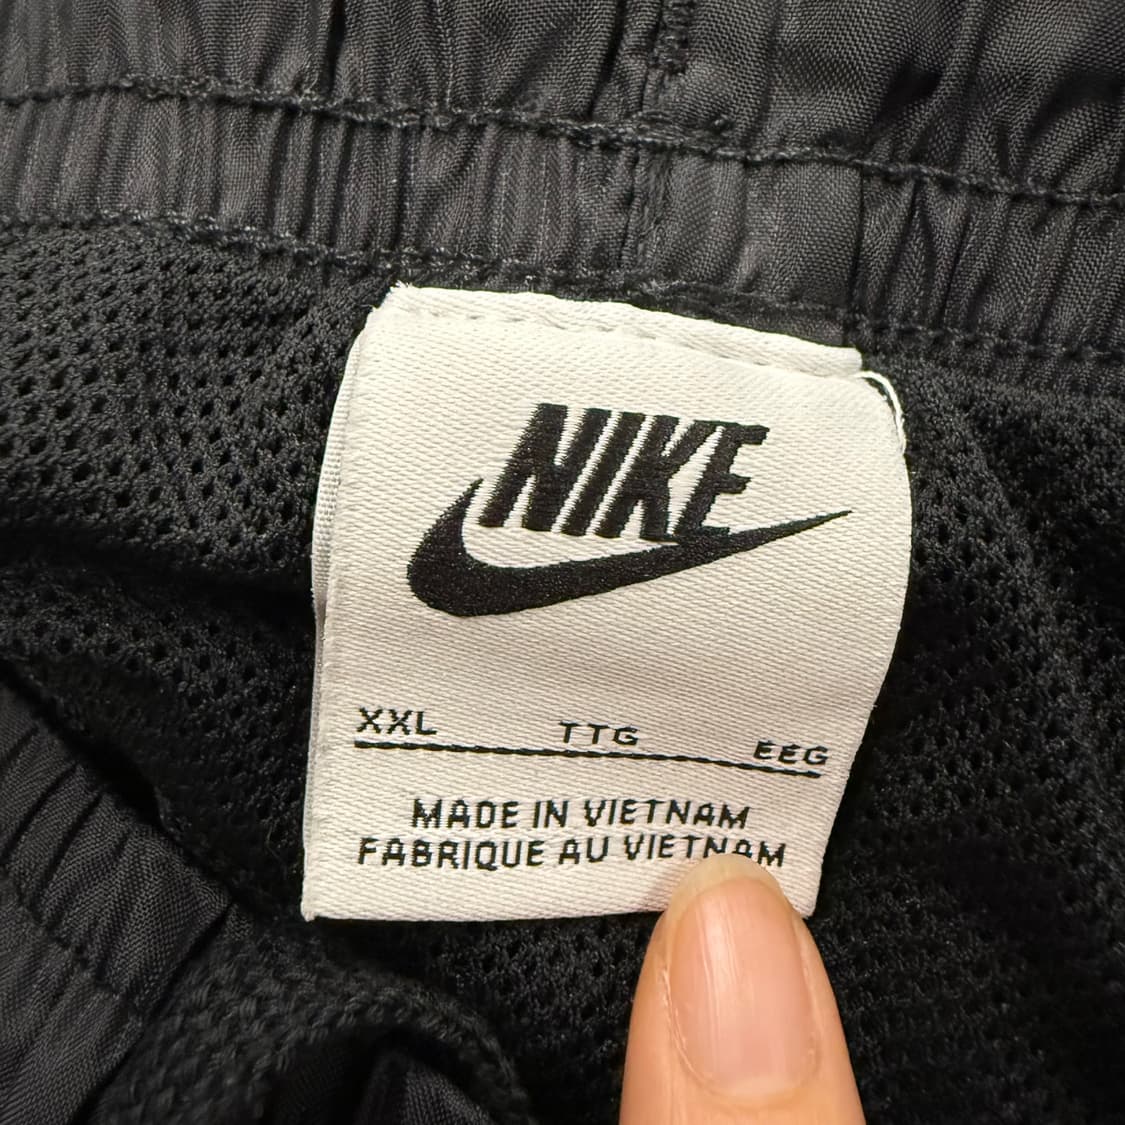 NIKE
XXL TTG EEG
MADE IN VIETNAM
FABRIQUE AU VIETNAM